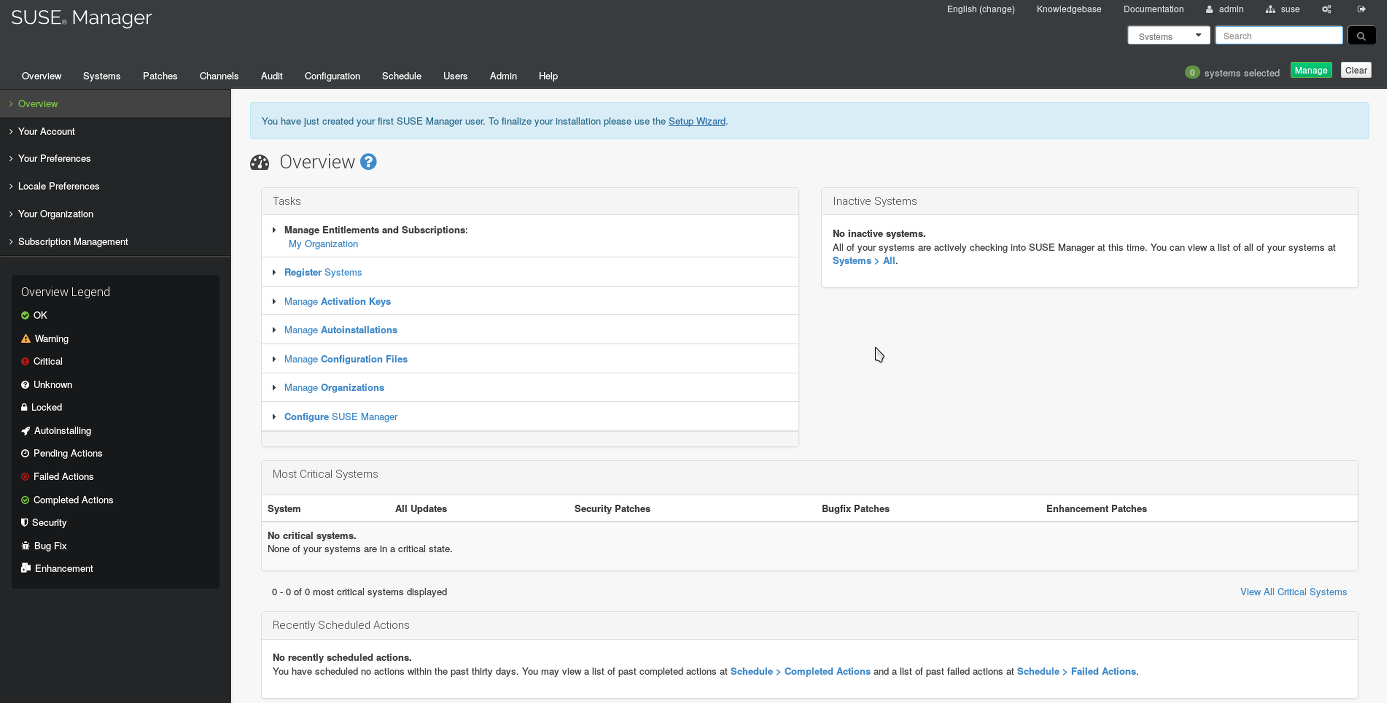 SUSE® Manager
English (change) Knowledgebase Documentation admin suse
Systems Search
Overview Systems Patches Channels Audit Configuration Schedule Users Admin Help
0 systems selected Manage Clear
Overview
Your Account
Your Preferences
Locale Preferences
Your Organization
Subscription Management
Overview Legend
OK
Warning
Critical
Unknown
Locked
Autoinstalling
Pending Actions
Failed Actions
Completed Actions
Security
Bug Fix
Enhancement
You have just created your first SUSE Manager user. To finalize your installation please use the Setup Wizard.
Overview ?
Tasks
Manage Entitlements and Subscriptions:
My Organization
Register Systems
Manage Activation Keys
Manage Autoinstallations
Manage Configuration Files
Manage Organizations
Configure SUSE Manager
Inactive Systems
No inactive systems.
All of your systems are actively checking into SUSE Manager at this time. You can view a list of all of your systems at
Systems > All.
Most Critical Systems
System All Updates Security Patches Bugfix Patches Enhancement Patches
No critical systems.
None of your systems are in a critical state.
0 - 0 of 0 most critical systems displayed View All Critical Systems
Recently Scheduled Actions
No recently scheduled actions.
You have scheduled no actions within the past thirty days. You may view a list of past completed actions at Schedule > Completed Actions and a list of past failed actions at Schedule > Failed Actions.